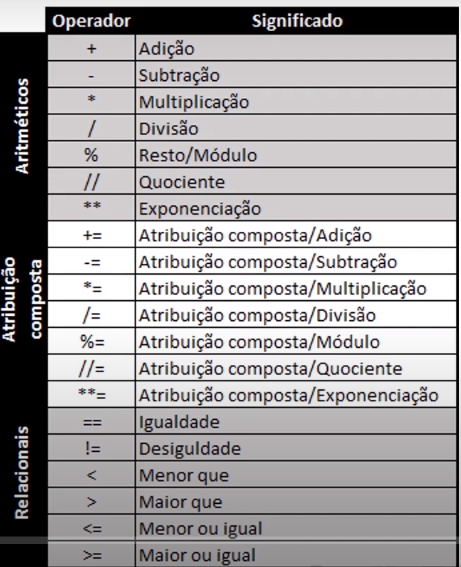 Operador Significado
Aritméticos
+ Adição
- Subtração
* Multiplicação
/ Divisão
% Resto/Módulo
// Quociente
** Exponenciação
Atribuição
composta
+= Atribuição composta/Adição
-= Atribuição composta/Subtração
*= Atribuição composta/Multiplicação
/= Atribuição composta/Divisão
%= Atribuição composta/Módulo
//= Atribuição composta/Quociente
**= Atribuição composta/Exponenciação
Relacionais
== Igualdade
!= Desiguldade
< Menor que
> Maior que
<= Menor ou igual
>= Maior ou igual